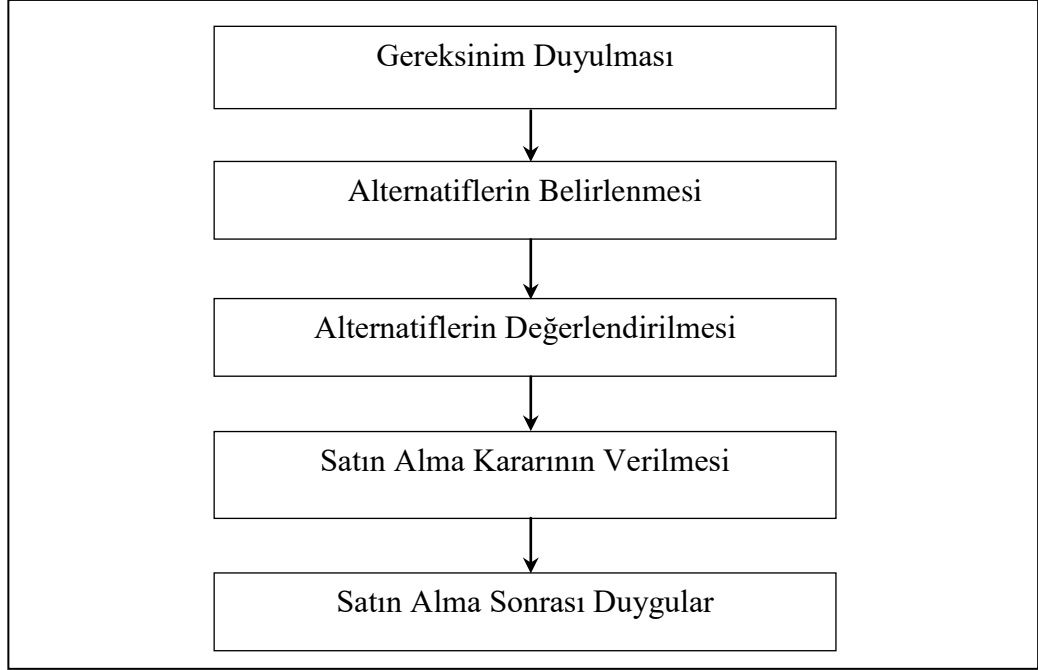 Gereksinim Duyulması
Alternatiflerin Belirlenmesi
Alternatiflerin Değerlendirilmesi
Satın Alma Kararının Verilmesi
Satın Alma Sonrası Duygular